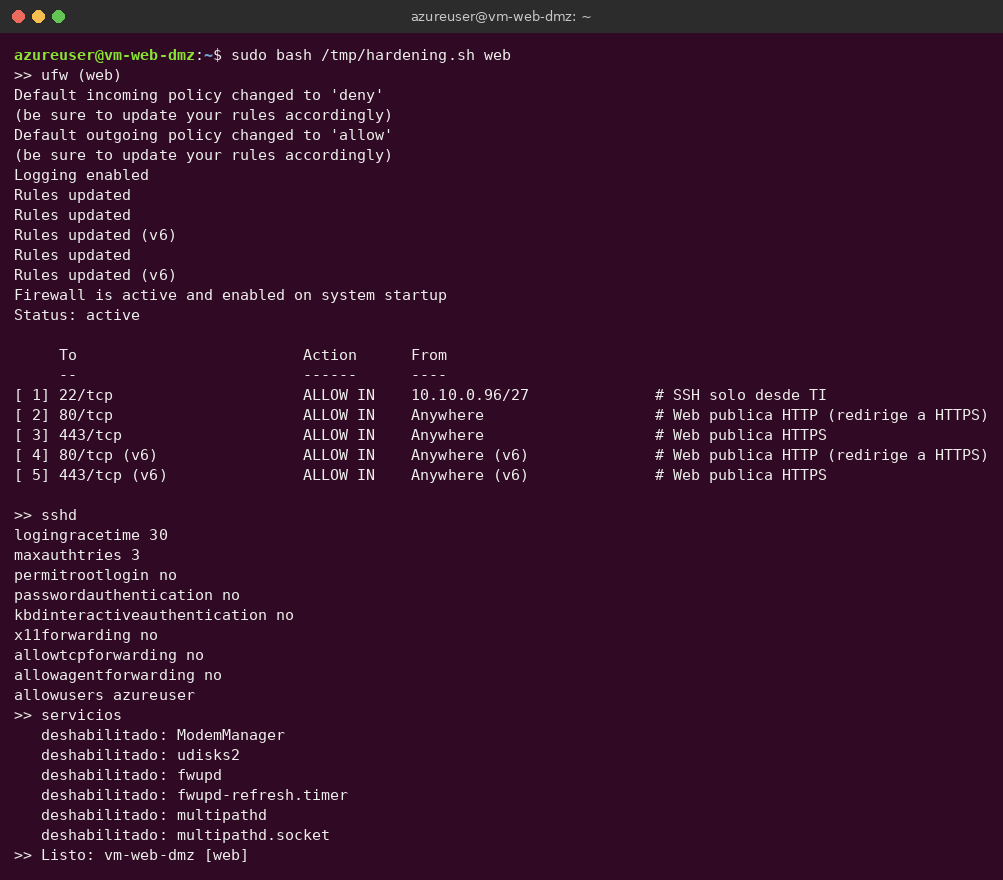 azureuser@vm-web-dmz: ~
azureuser@vm-web-dmz:~$ sudo bash /tmp/hardening.sh web
>> ufw (web)
Default incoming policy changed to 'deny'
(be sure to update your rules accordingly)
Default outgoing policy changed to 'allow'
(be sure to update your rules accordingly)
Logging enabled
Rules updated
Rules updated
Rules updated (v6)
Rules updated
Rules updated (v6)
Firewall is active and enabled on system startup
Status: active
     To                         Action      From
     --                         ------      ----
[ 1] 22/tcp                     ALLOW IN    10.10.0.96/27              # SSH solo desde TI
[ 2] 80/tcp                     ALLOW IN    Anywhere                   # Web publica HTTP (redirige a HTTPS)
[ 3] 443/tcp                    ALLOW IN    Anywhere                   # Web publica HTTPS
[ 4] 80/tcp (v6)                ALLOW IN    Anywhere (v6)              # Web publica HTTP (redirige a HTTPS)
[ 5] 443/tcp (v6)               ALLOW IN    Anywhere (v6)              # Web publica HTTPS
>> sshd
logingracetime 30
maxauthtries 3
permitrootlogin no
passwordauthentication no
kbdinteractiveauthentication no
x11forwarding no
allowtcpforwarding no
allowagentforwarding no
allowusers azureuser
>> servicios
   deshabilitado: ModemManager
   deshabilitado: udisks2
   deshabilitado: fwupd
   deshabilitado: fwupd-refresh.timer
   deshabilitado: multipathd
   deshabilitado: multipathd.socket
>> Listo: vm-web-dmz [web]